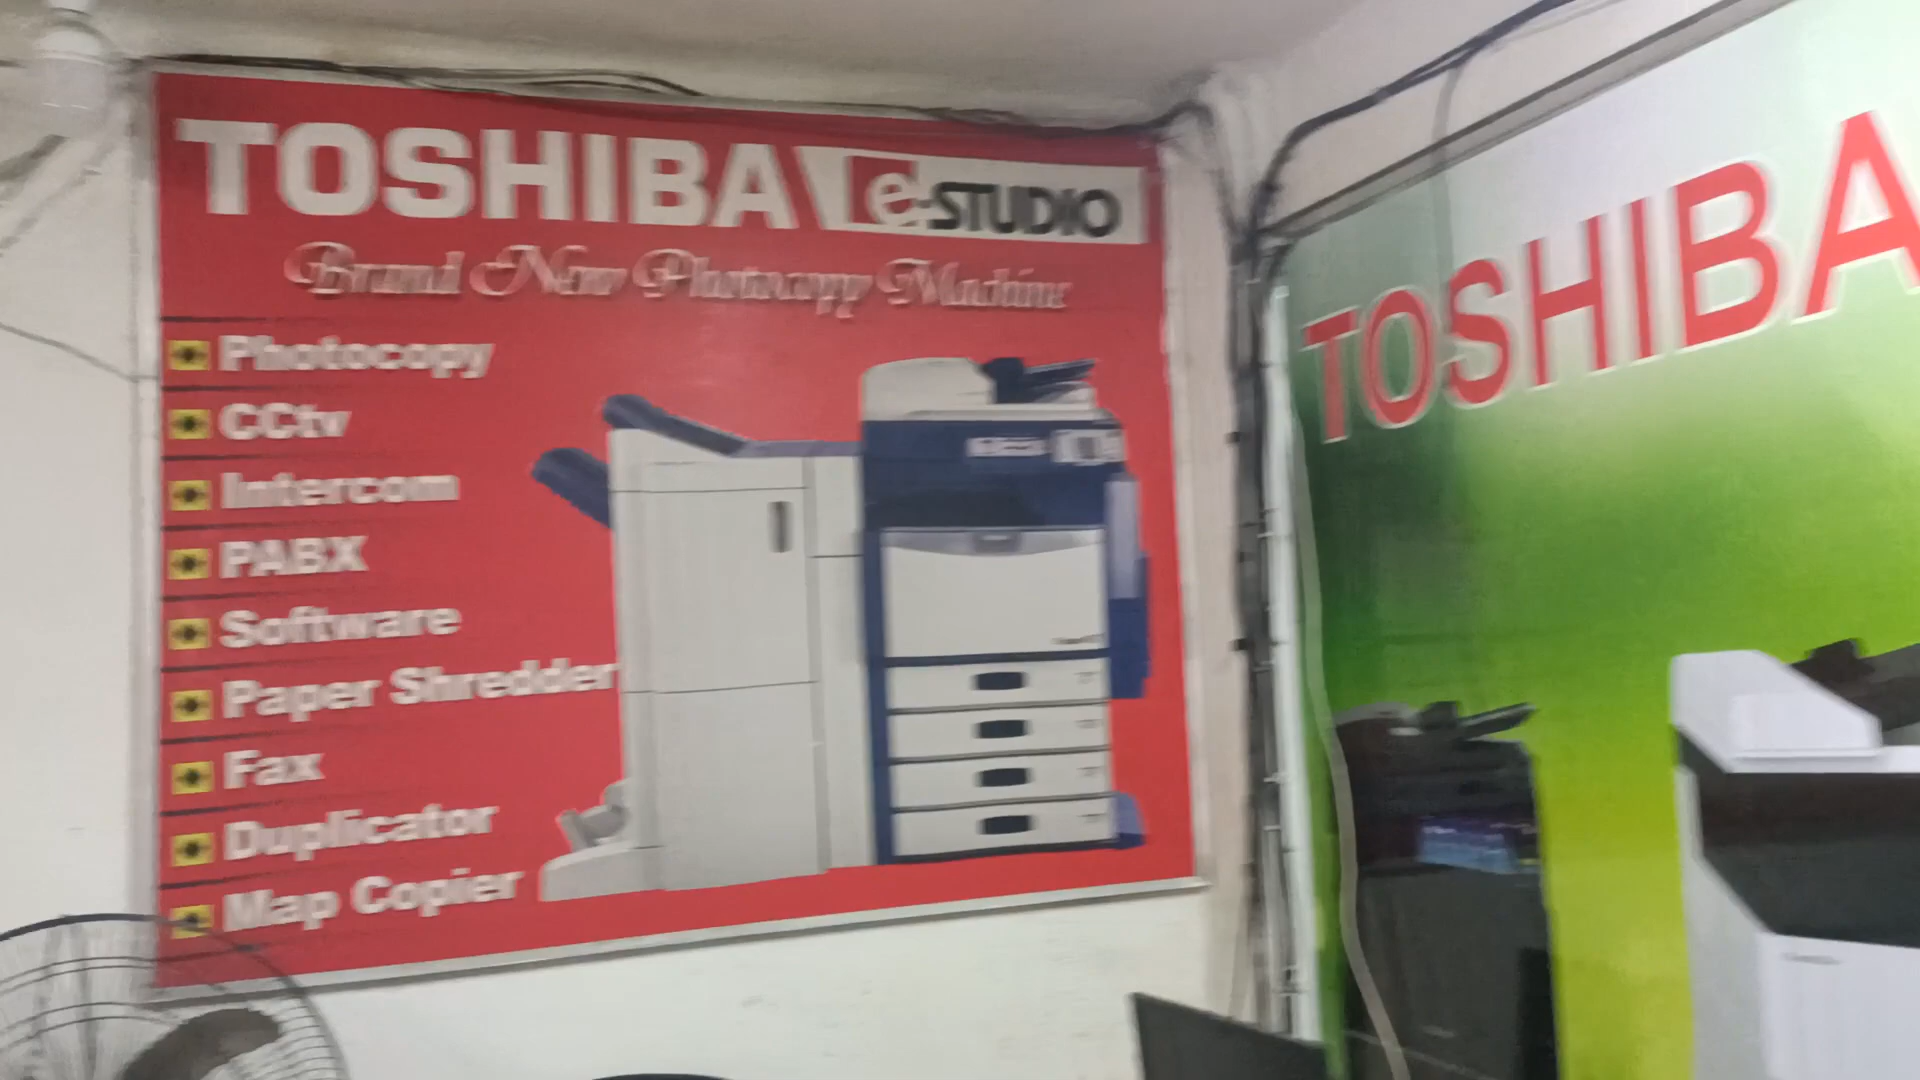 TOSHIBA e-STUDIO
Brand New Photocopy Machine
Photocopy
CCtv
Intercom
PABX
Software
Paper Shredder
Fax
Duplicator
Map Copier
TOSHIBA